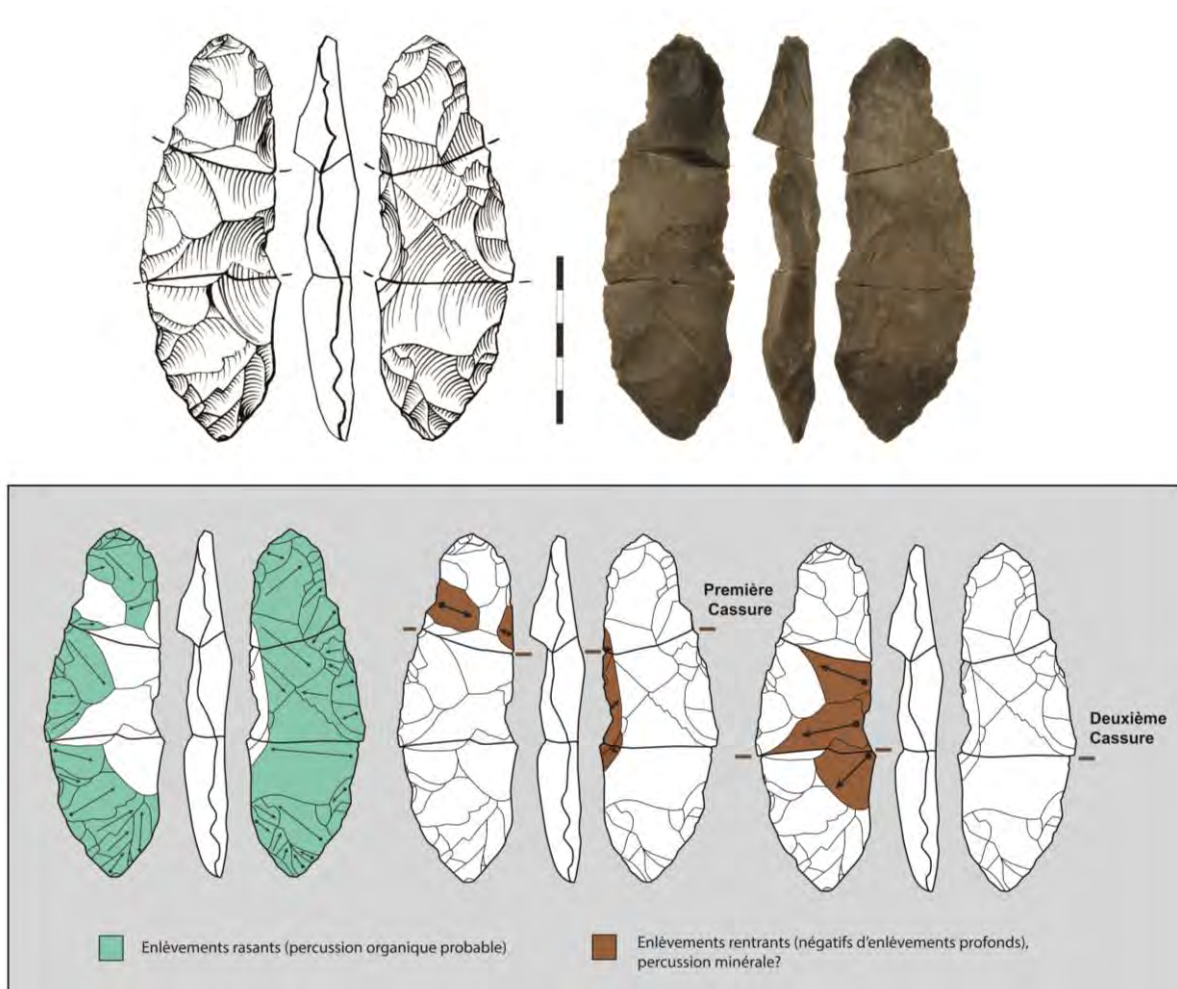 Première
Cassure
Deuxième
Cassure
Enlèvements rasants (percussion organique probable)
Enlèvements rentrants (négatifs d'enlèvements profonds),
percussion minérale?